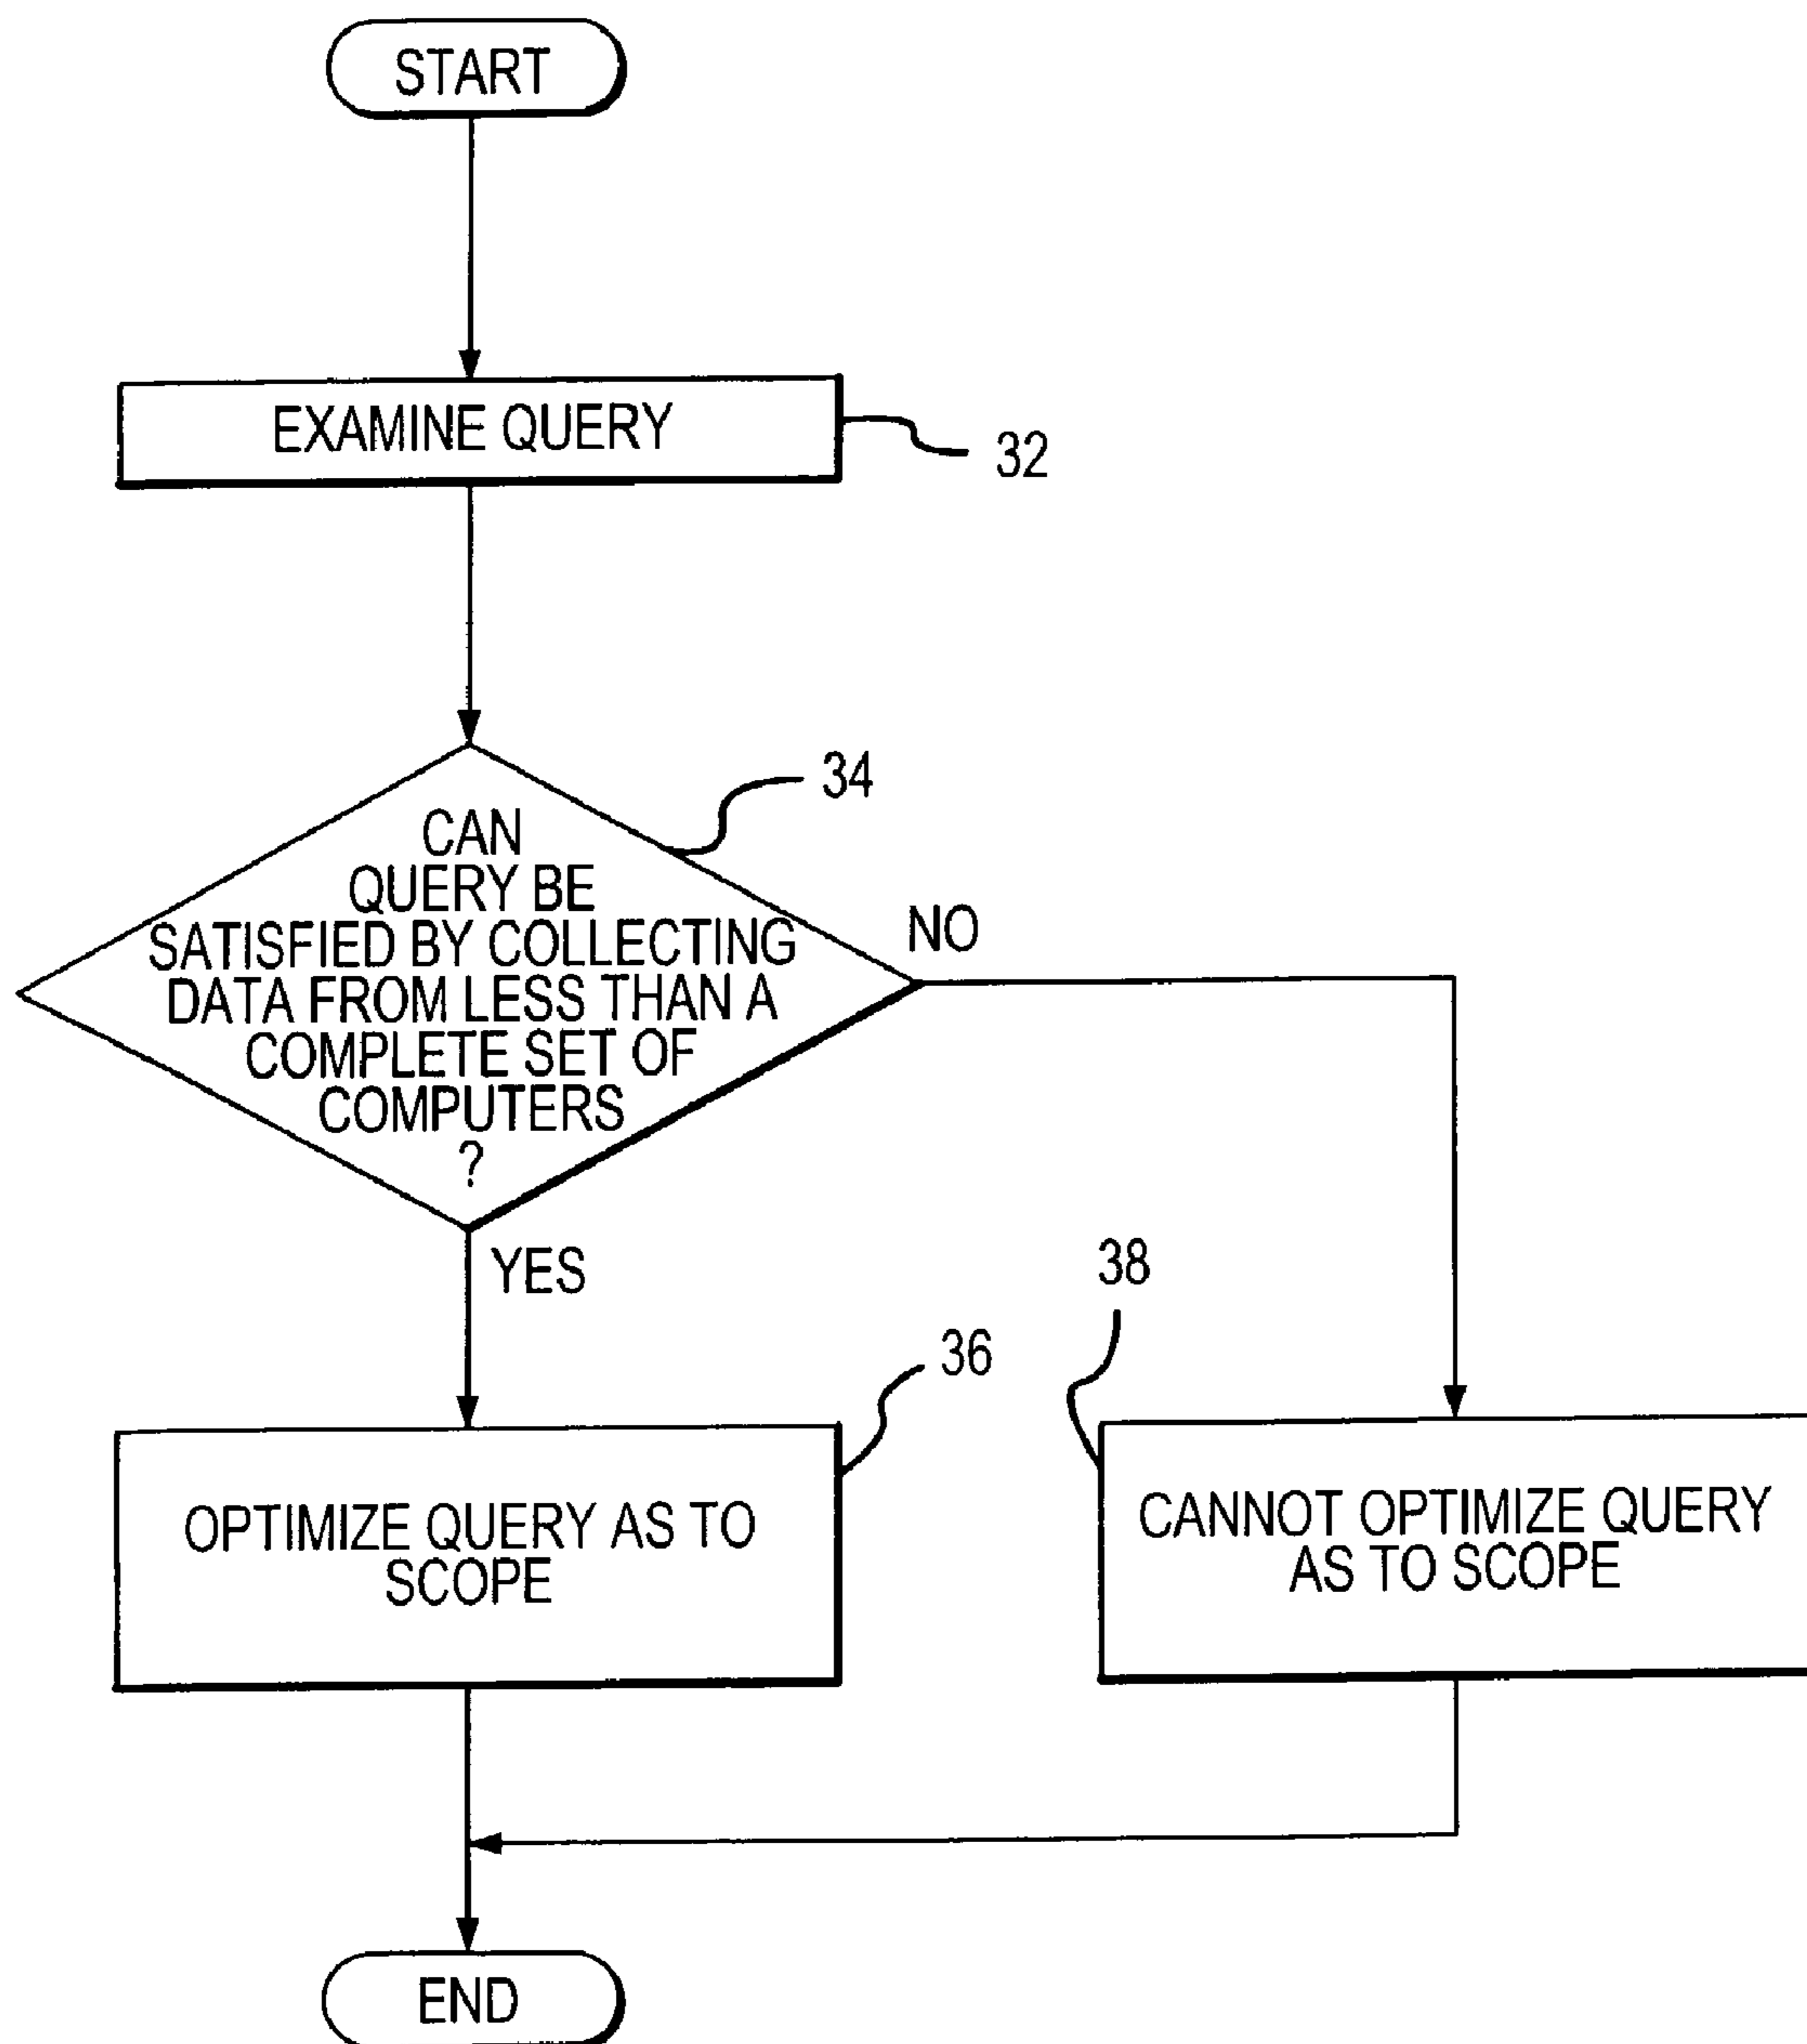 START
EXAMINE QUERY
32
34
CAN
QUERY BE
SATISFIED BY COLLECTING
DATA FROM LESS THAN A
COMPLETE SET OF
COMPUTERS
?
NO
YES
36
38
OPTIMIZE QUERY AS TO
SCOPE
CANNOT OPTIMIZE QUERY
AS TO SCOPE
END